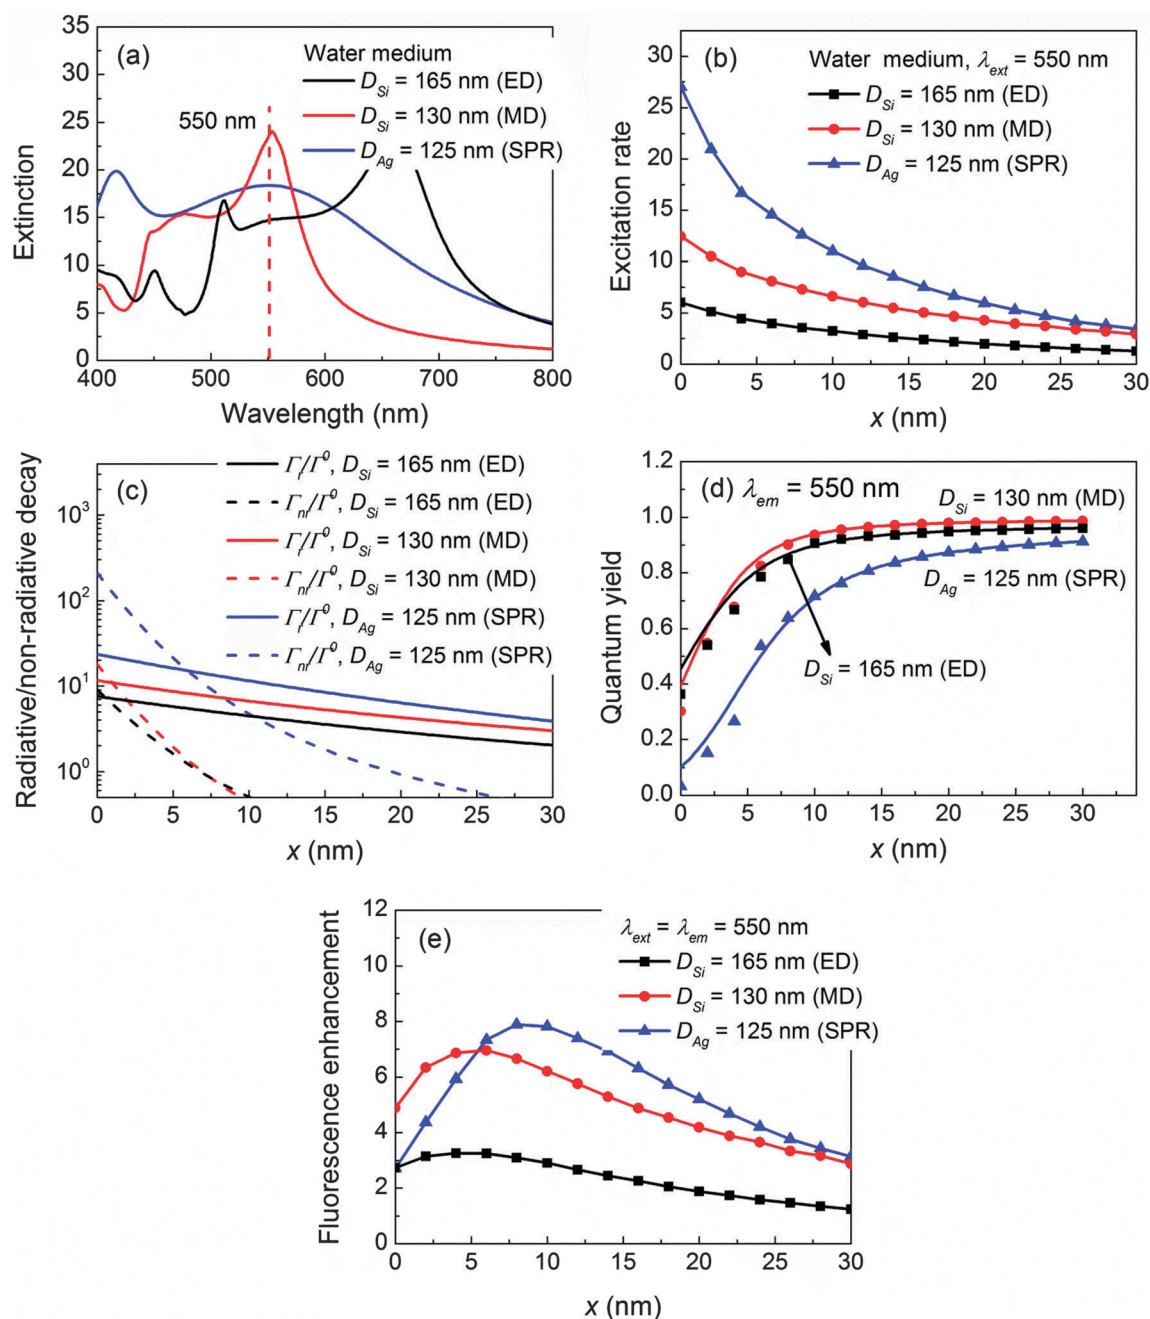 (a)
Water medium
D_Si = 165 nm (ED)
D_Si = 130 nm (MD)
D_Ag = 125 nm (SPR)
550 nm
Extinction
35
30
25
20
15
10
5
0
400 500 600 700 800
Wavelength (nm)
(b)
Water medium, λ_ext = 550 nm
D_Si = 165 nm (ED)
D_Si = 130 nm (MD)
D_Ag = 125 nm (SPR)
Excitation rate
30
25
20
15
10
5
0
0 5 10 15 20 25 30
x (nm)
(c)
Γ_r/Γ^0, D_Si = 165 nm (ED)
Γ_nr/Γ^0, D_Si = 165 nm (ED)
Γ_r/Γ^0, D_Si = 130 nm (MD)
Γ_nr/Γ^0, D_Si = 130 nm (MD)
Γ_r/Γ^0, D_Ag = 125 nm (SPR)
Γ_nr/Γ^0, D_Ag = 125 nm (SPR)
Radiative/non-radiative decay
10^3
10^2
10^1
10^0
0 5 10 15 20 25 30
x (nm)
(d) λ_em = 550 nm
D_Si = 130 nm (MD)
D_Ag = 125 nm (SPR)
D_Si = 165 nm (ED)
Quantum yield
1.2
1.0
0.8
0.6
0.4
0.2
0.0
0 5 10 15 20 25 30
x (nm)
(e)
λ_ext = λ_em = 550 nm
D_Si = 165 nm (ED)
D_Si = 130 nm (MD)
D_Ag = 125 nm (SPR)
Fluorescence enhancement
12
10
8
6
4
2
0
0 5 10 15 20 25 30
x (nm)